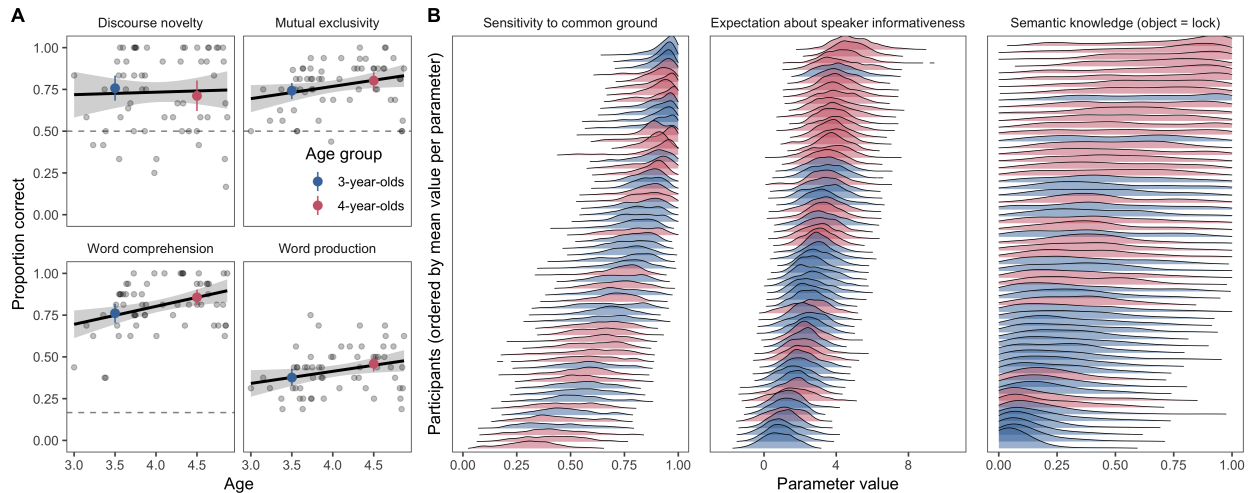 A
Discourse novelty
Mutual exclusivity
1.00
0.75
0.50
0.25
0.00
Age group
3-year-olds
4-year-olds
Word comprehension
Word production
1.00
0.75
0.50
0.25
0.00
3.0 3.5 4.0 4.5
3.0 3.5 4.0 4.5
Age
Proportion correct
B
Sensitivity to common ground
Expectation about speaker informativeness
Semantic knowledge (object = lock)
Participants (ordered by mean value per parameter)
0.00 0.25 0.50 0.75 1.00
0 4 8
0.00 0.25 0.50 0.75 1.00
Parameter value